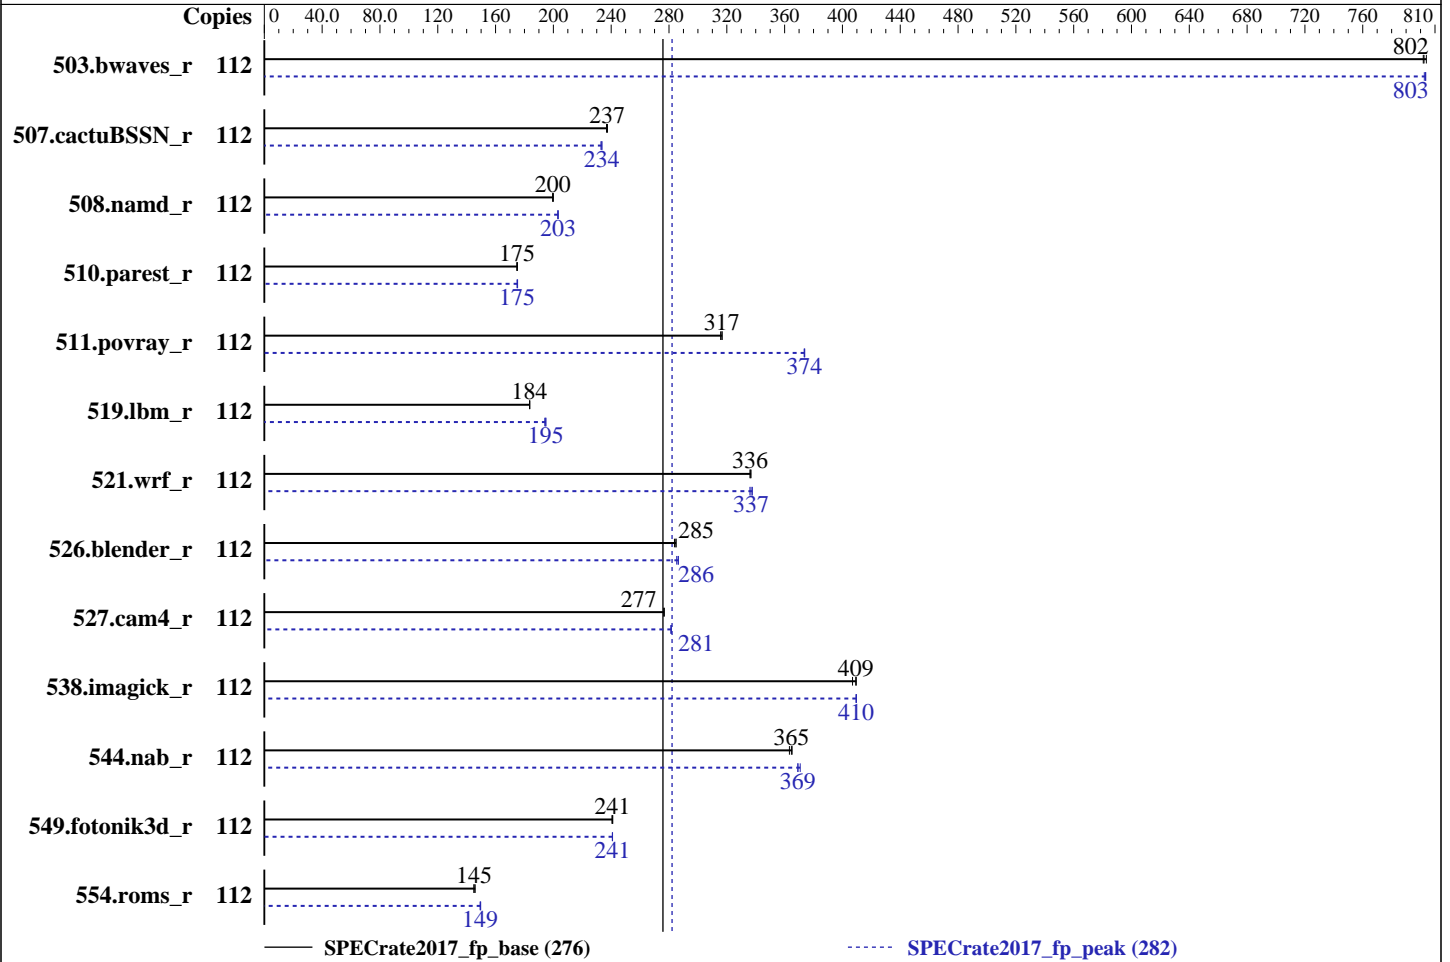 Copies 0 40.0 80.0 120 160 200 240 280 320 360 400 440 480 520 560 600 640 680 720 760 810
802
503.bwaves_r 112
803
237
507.cactuBSSN_r 112
234
200
508.namd_r 112
203
175
510.parest_r 112
175
317
511.povray_r 112
374
184
519.lbm_r 112
195
336
521.wrf_r 112
337
285
526.blender_r 112
286
277
527.cam4_r 112
281
409
538.imagick_r 112
410
365
544.nab_r 112
369
241
549.fotonik3d_r 112
241
145
554.roms_r 112
149
SPECrate2017_fp_base (276) SPECrate2017_fp_peak (282)